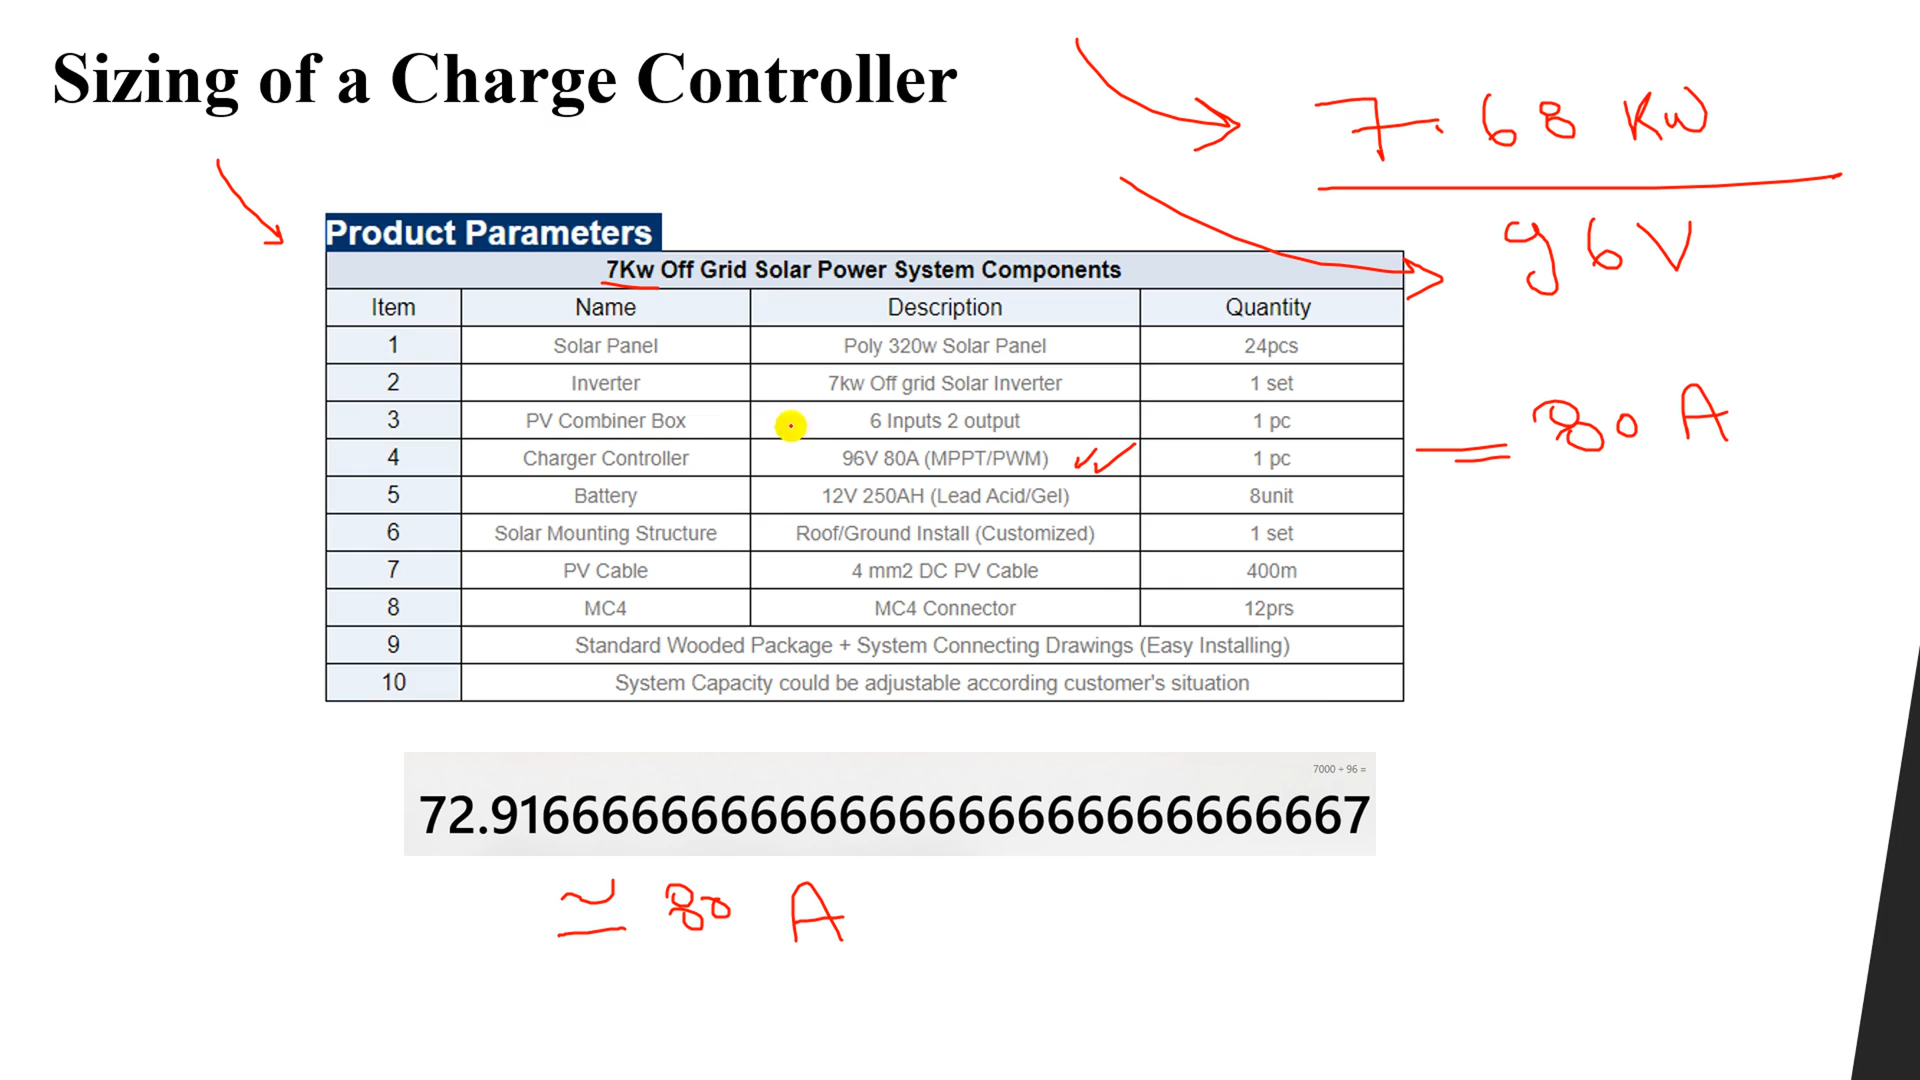 Sizing of a Charge Controller
7.68 KW
96V
Product Parameters
7Kw Off Grid Solar Power System Components
Item Name Description Quantity
1 Solar Panel Poly 320w Solar Panel 24pcs
2 Inverter 7kw Off grid Solar Inverter 1 set
3 PV Combiner Box 6 Inputs 2 output 1 pc
4 Charger Controller 96V 80A (MPPT/PWM) 1 pc
= 80 A
5 Battery 12V 250AH (Lead Acid/Gel) 8unit
6 Solar Mounting Structure Roof/Ground Install (Customized) 1 set
7 PV Cable 4 mm2 DC PV Cable 400m
8 MC4 MC4 Connector 12prs
9 Standard Wooded Package + System Connecting Drawings (Easy Installing)
10 System Capacity could be adjustable according customer's situation
7000 ÷ 96 =
72.916666666666666666666666666667
≃ 80 A